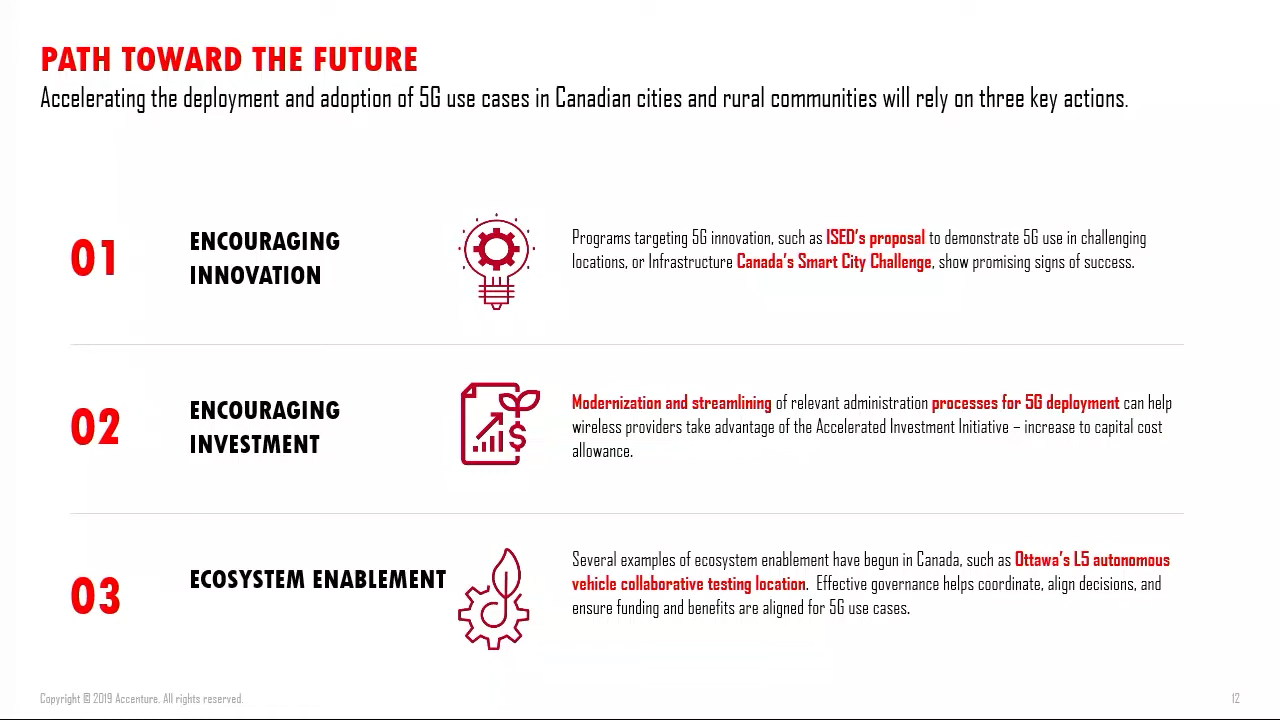 PATH TOWARD THE FUTURE
Accelerating the deployment and adoption of 5G use cases in Canadian cities and rural communities will rely on three key actions.
01
ENCOURAGING
INNOVATION
Programs targeting 5G innovation, such as ISED's proposal to demonstrate 5G use in challenging
locations, or Infrastructure Canada's Smart City Challenge, show promising signs of success.
02
ENCOURAGING
INVESTMENT
$
Modernization and streamlining of relevant administration processes for 5G deployment can help
wireless providers take advantage of the Accelerated Investment Initiative – increase to capital cost
allowance.
03
ECOSYSTEM ENABLEMENT
Several examples of ecosystem enablement have begun in Canada, such as Ottawa's L5 autonomous
vehicle collaborative testing location.  Effective governance helps coordinate, align decisions, and
ensure funding and benefits are aligned for 5G use cases.
Copyright © 2019 Accenture. All rights reserved.
12